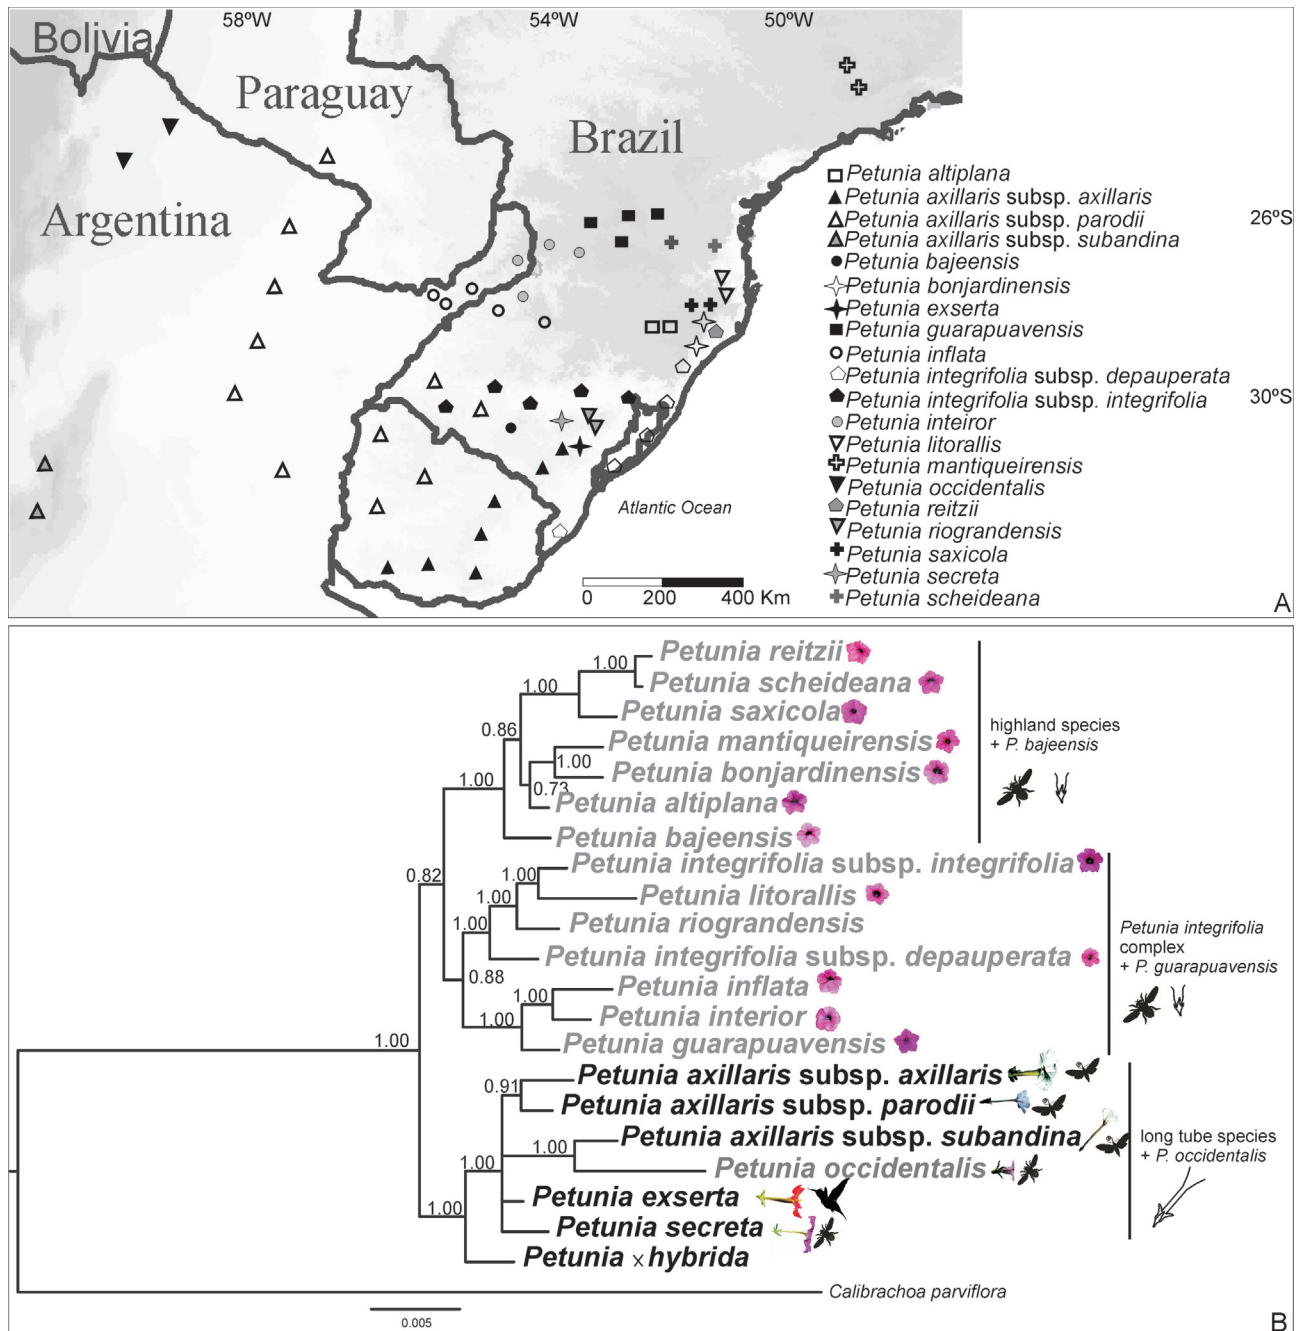 58ºW 54ºW 50ºW
Bolivia
Paraguay
Brazil
Argentina
Petunia altiplana
Petunia axillaris subsp. axillaris
Petunia axillaris subsp. parodii
26ºS
Petunia axillaris subsp. subandina
Petunia bajeensis
Petunia bonjardinensis
Petunia exserta
Petunia guarapuavensis
Petunia inflata
Petunia integrifolia subsp. depauperata
Petunia integrifolia subsp. integrifolia
30ºS
Petunia inteiror
Petunia litorallis
Petunia mantiqueirensis
Petunia occidentalis
Petunia reitzii
Petunia riograndensis
Petunia saxicola
Petunia secreta
Petunia scheideana
Atlantic Ocean
0 200 400 Km
A
Petunia reitzii
1.00
Petunia scheideana
1.00
Petunia saxicola
0.86
Petunia mantiqueirensis
1.00
Petunia bonjardinensis
0.73
1.00
Petunia altiplana
Petunia bajeensis
highland species
+ P. bajeensis
Petunia integrifolia subsp. integrifolia
0.82
1.00
Petunia litorallis
1.00
Petunia riograndensis
1.00
Petunia integrifolia subsp. depauperata
0.88
Petunia inflata
1.00
Petunia interior
1.00
Petunia guarapuavensis
Petunia integrifolia
complex
+ P. guarapuavensis
1.00
Petunia axillaris subsp. axillaris
0.91
Petunia axillaris subsp. parodii
Petunia axillaris subsp. subandina
1.00
Petunia occidentalis
1.00
Petunia exserta
1.00
Petunia secreta
Petunia x hybrida
long tube species
+ P. occidentalis
Calibrachoa parviflora
0.005
B